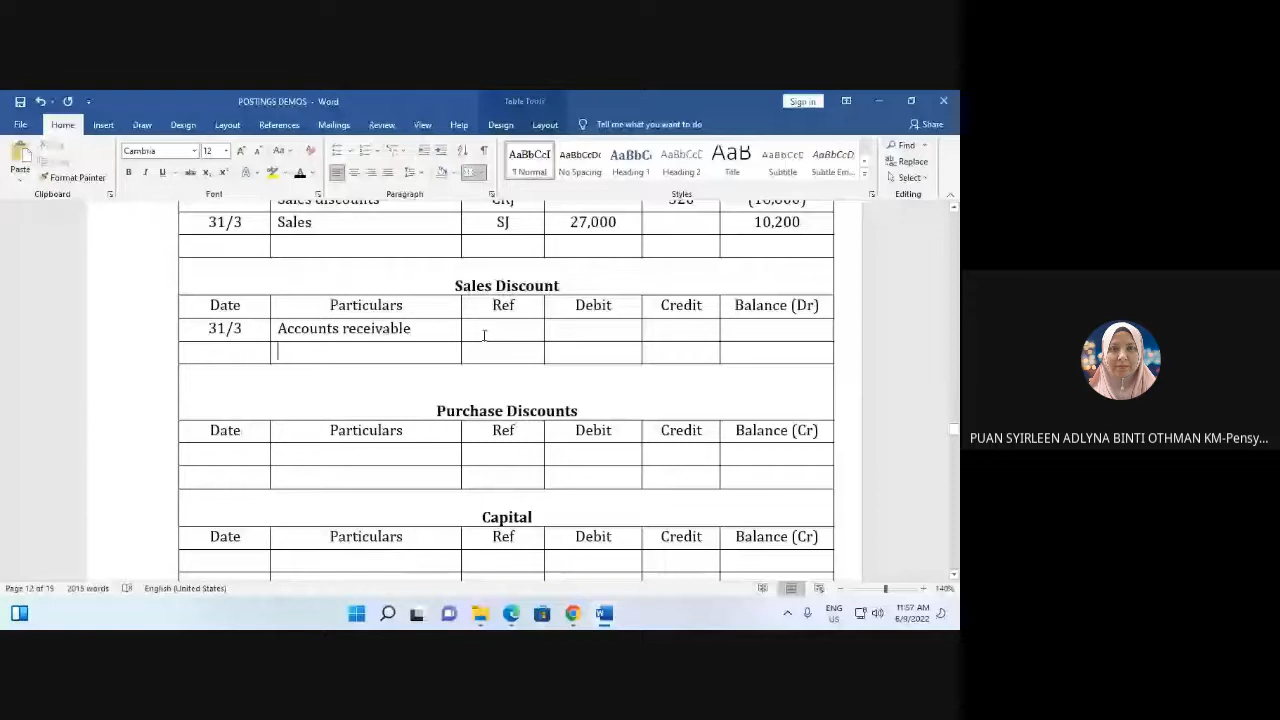 POSTINGS DEMOS - Word
Table Tools
Sign in
File Home Insert Draw Design Layout References Mailings Review View Help Design Layout Tell me what you want to do Share
Paste
Format Painter
Clipboard
Cambria 12
Font
Paragraph
AaBbCcI AaBbCcDc AaBbC AaBbCcI AaB AaBbCcD AaBbCcD
¶ Normal No Spacing Heading 1 Heading 2 Title Subtitle Subtle Em...
Styles
Find
Replace
Select
Editing
Sales discounts CRJ 320
31/3 Sales SJ 27,000 10,200
Sales Discount
Date Particulars Ref Debit Credit Balance (Dr)
31/3 Accounts receivable
Purchase Discounts
Date Particulars Ref Debit Credit Balance (Cr)
Capital
Date Particulars Ref Debit Credit Balance (Cr)
Page 12 of 19 2015 words English (United States) 140%
ENG
US
11:57 AM
6/9/2022
PUAN SYIRLEEN ADLYNA BINTI OTHMAN KM-Pensy...